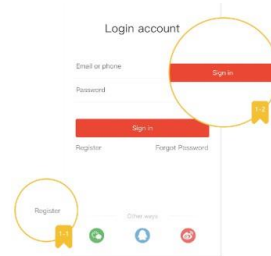 Login account
Email or phone
Sign in
Password
1-2
Sign in
Register Forgot Password
Register
Other ways
1-1